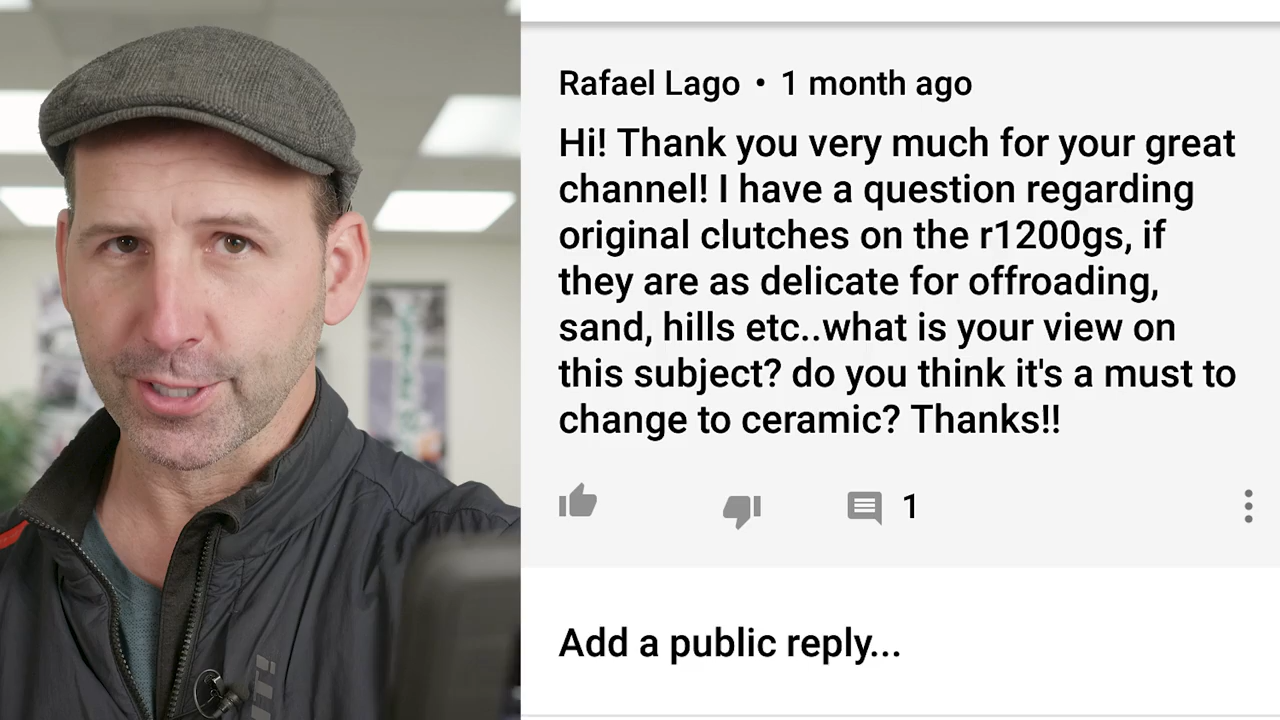 Rafael Lago • 1 month ago
Hi! Thank you very much for your great
channel! I have a question regarding
original clutches on the r1200gs, if
they are as delicate for offroading,
sand, hills etc..what is your view on
this subject? do you think it's a must to
change to ceramic? Thanks!!
1
Add a public reply...